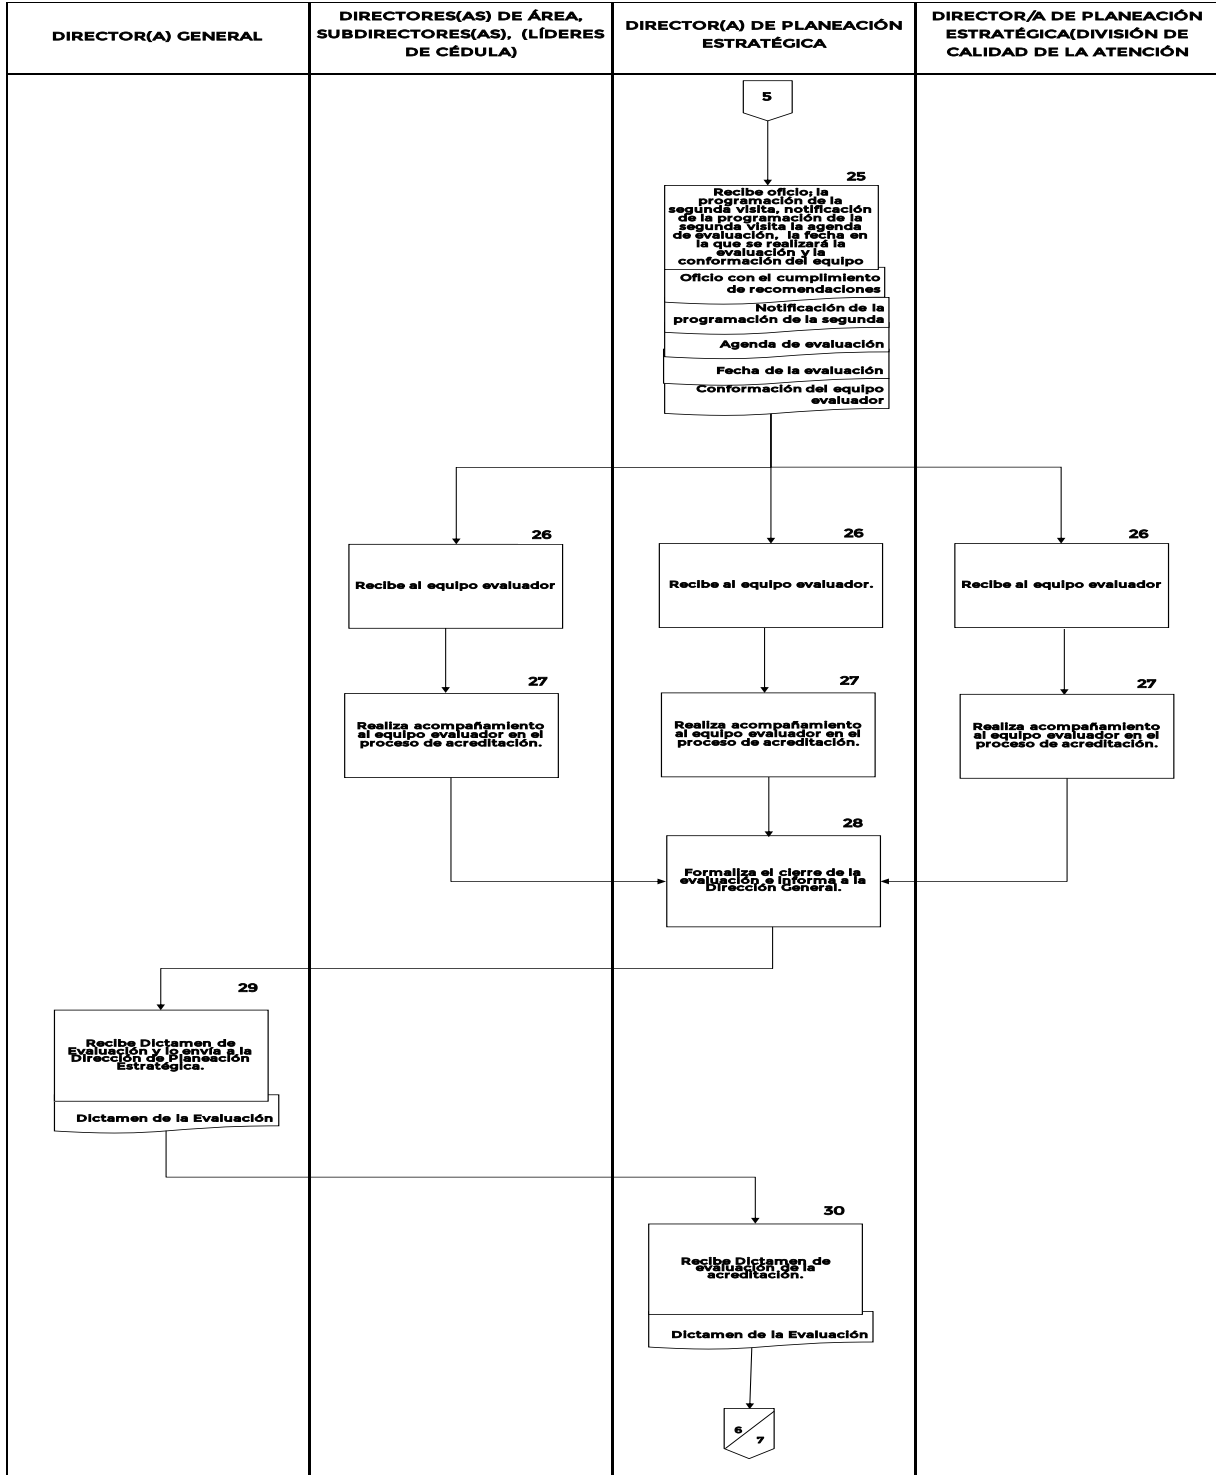 DIRECTOR(A) GENERAL
DIRECTORES(AS) DE ÁREA,
SUBDIRECTORES(AS), (LÍDERES
DE CÉDULA)
DIRECTOR(A) DE PLANEACIÓN
ESTRATÉGICA
DIRECTOR/A DE PLANEACIÓN
ESTRATÉGICA(DIVISIÓN DE
CALIDAD DE LA ATENCIÓN
5
25
Recibe oficio; la
programación de la
segunda visita, notificación
de la programación de la
segunda visita la agenda
de evaluación, la fecha en
la que se realizará la
evaluación y la
conformación del equipo
Oficio con el cumplimiento
de recomendaciones
Notificación de la
programación de la segunda
Agenda de evaluación
Fecha de la evaluación
Conformación del equipo
evaluador
26
Recibe al equipo evaluador
26
Recibe al equipo evaluador.
26
Recibe al equipo evaluador
27
Realiza acompañamiento
al equipo evaluador en el
proceso de acreditación.
27
Realiza acompañamiento
al equipo evaluador en el
proceso de acreditación.
27
Realiza acompañamiento
al equipo evaluador en el
proceso de acreditación.
28
Formaliza el cierre de la
evaluación e informa a la
Dirección General.
29
Recibe Dictamen de
Evaluación y lo envía a la
Dirección de Planeación
Estratégica.
Dictamen de la Evaluación
30
Recibe Dictamen de
evaluación de la
acreditación.
Dictamen de la Evaluación
6
7